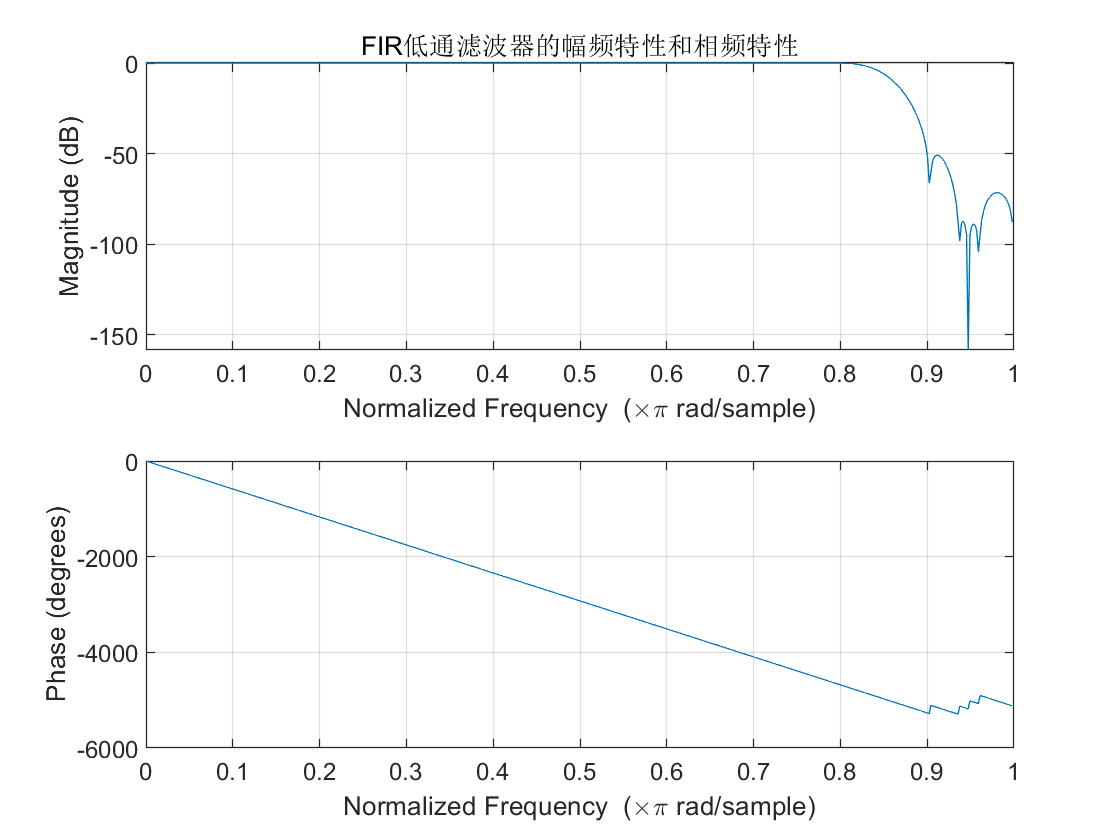 FIR低通滤波器的幅频特性和相频特性
Magnitude (dB)
0
-50
-100
-150
0 0.1 0.2 0.3 0.4 0.5 0.6 0.7 0.8 0.9 1
Normalized Frequency (×π rad/sample)
Phase (degrees)
0
-2000
-4000
-6000
0 0.1 0.2 0.3 0.4 0.5 0.6 0.7 0.8 0.9 1
Normalized Frequency (×π rad/sample)